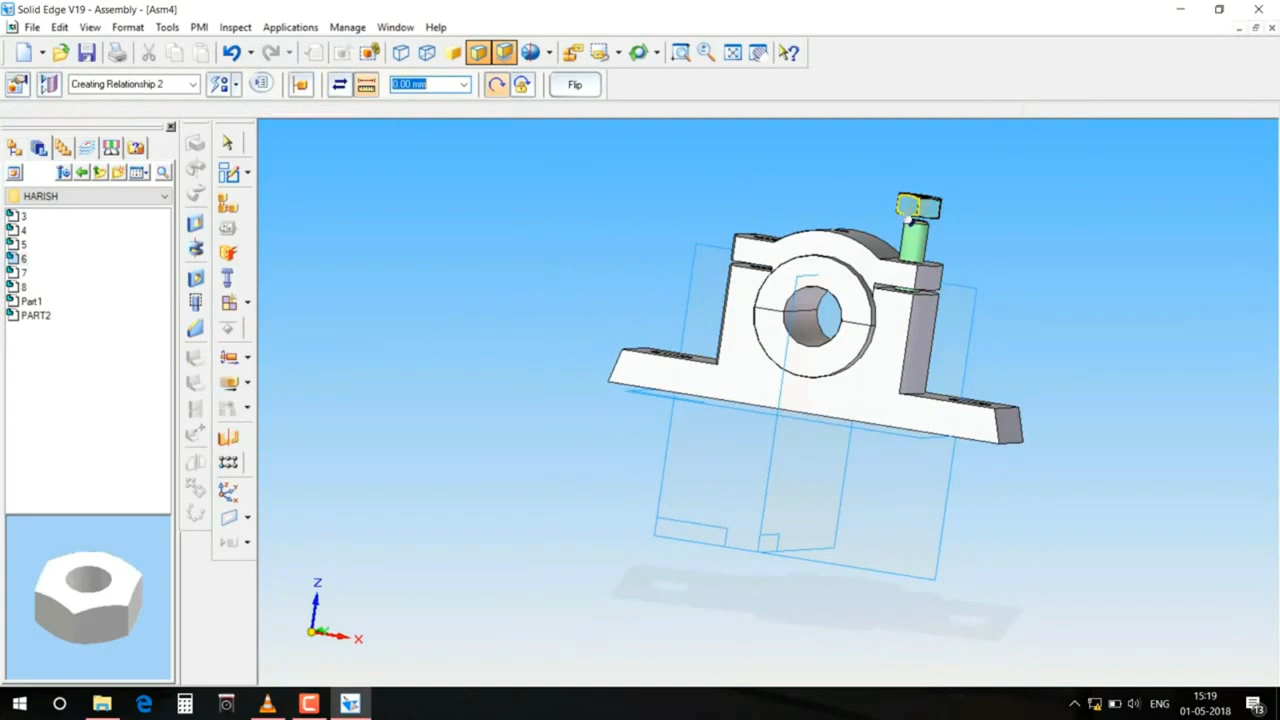 Solid Edge V19 - Assembly - [Asm4]
File Edit View Format Tools PMI Inspect Applications Manage Window Help
Creating Relationship 2
0.00 mm
Flip
HARISH
3
4
5
6
7
8
Part1
PART2
Z
X
ENG
15:19
01-05-2018
13